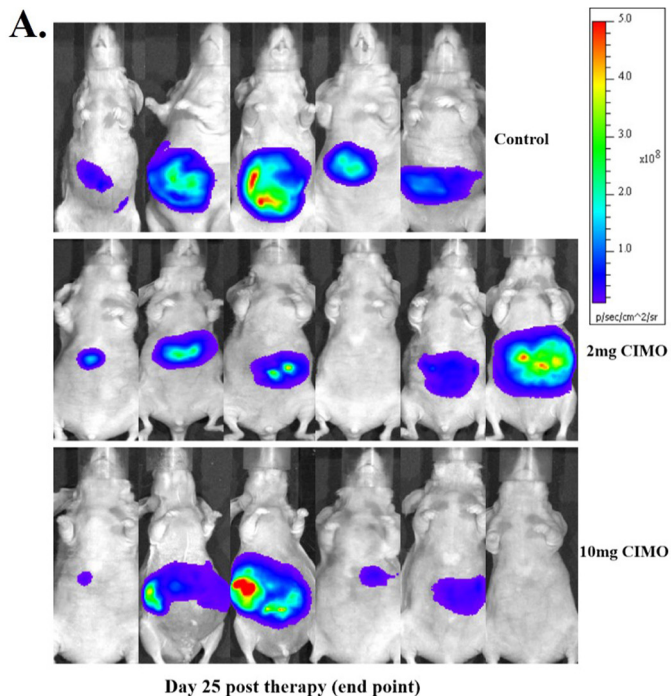 A.
5.0
4.0
3.0
x10⁸
2.0
1.0
p/sec/cm^2/sr
Control
2mg CIMO
10mg CIMO
Day 25 post therapy (end point)